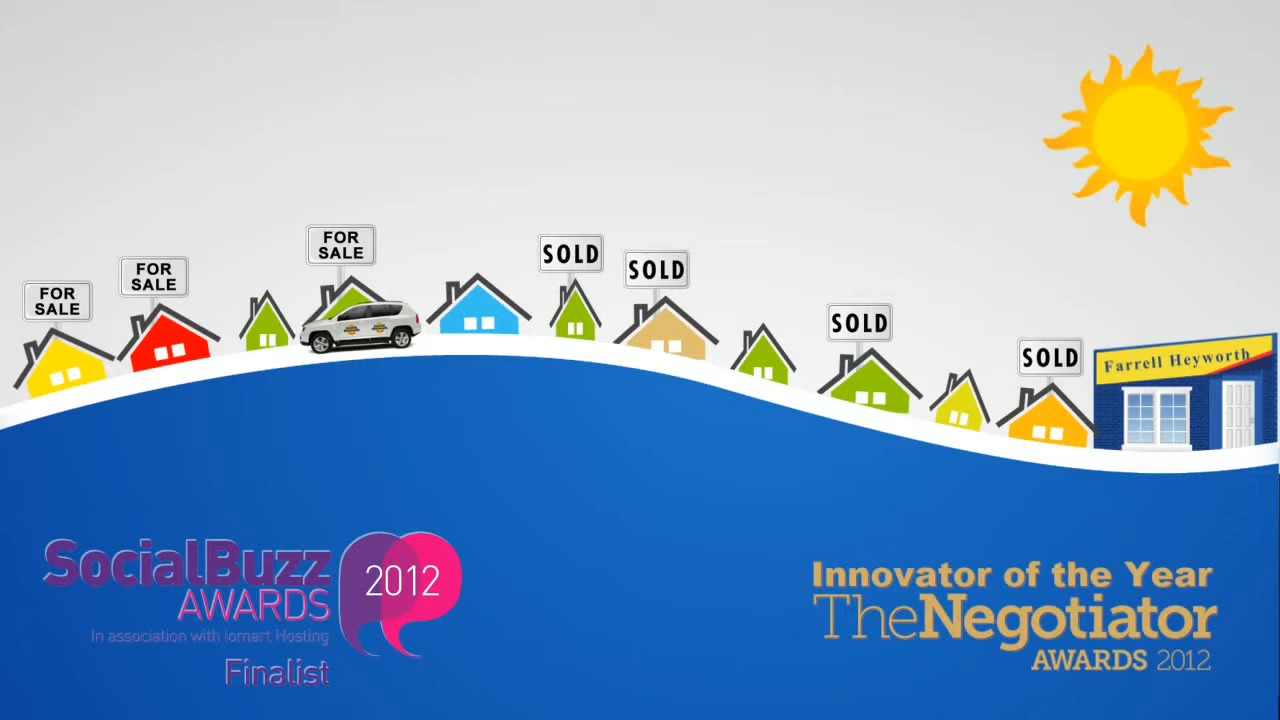 FOR
SALE
FOR
SALE
FOR
SALE
SOLD
SOLD
SOLD
SOLD
Farrell Heyworth
SocialBuzz
AWARDS
2012
In association with iomart Hosting
Finalist
Innovator of the Year
TheNegotiator
AWARDS 2012